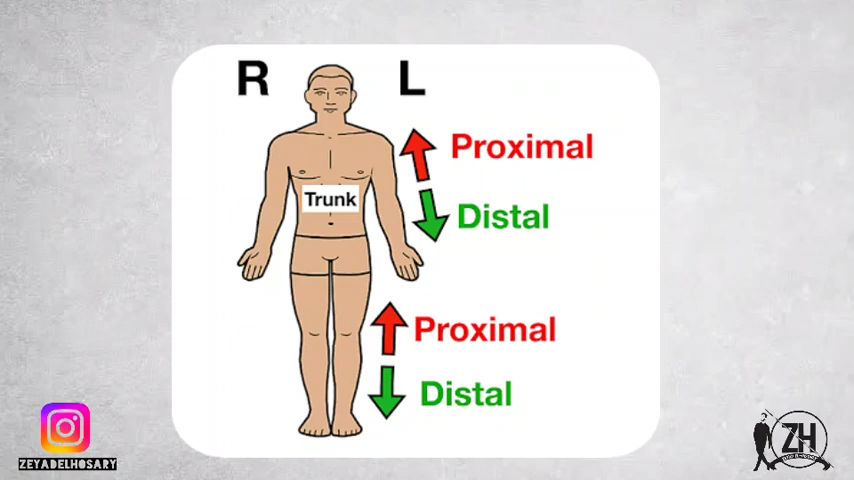 R
L
Proximal
Trunk
Distal
Proximal
Distal
ZEYADELHOSARY
ZH